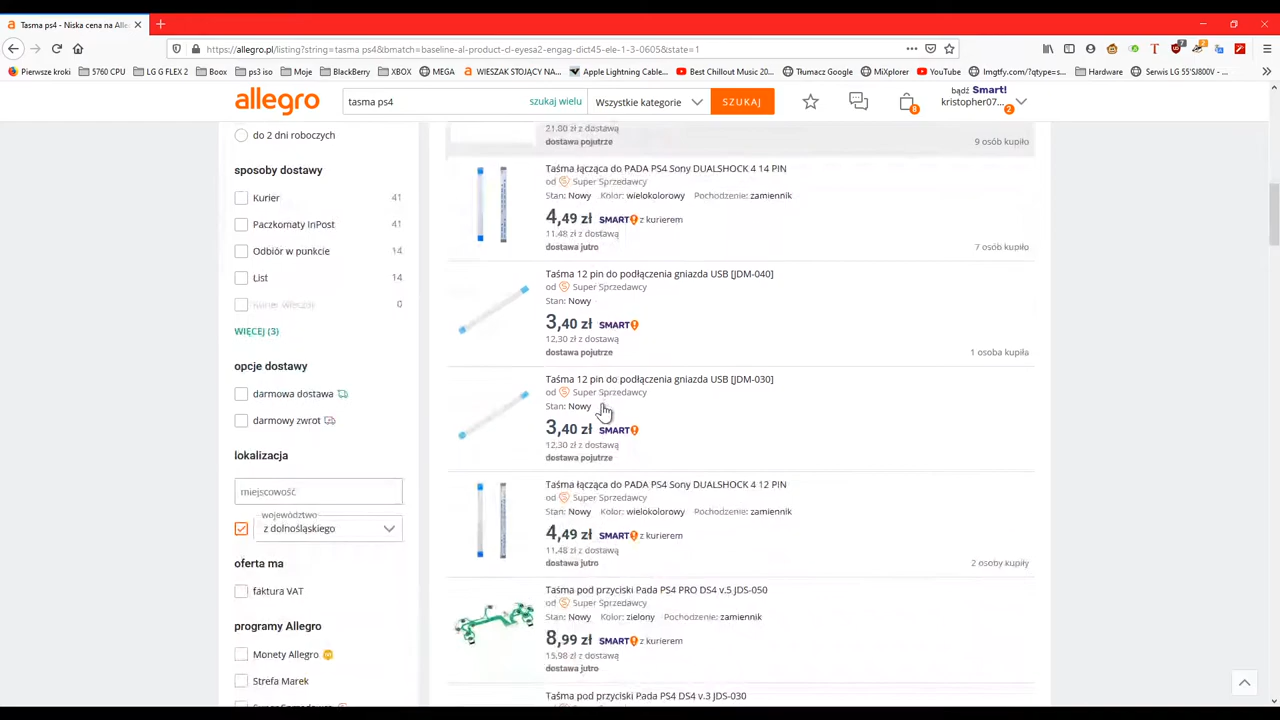 Tasma ps4 - Niska cena na Alle
https://allegro.pl/listing?string=tasma ps4&bmatch=baseline-al-product-cl-eyesa2-engag-dict45-ele-1-3-0605&state=1
Pierwsze kroki
5760 CPU
LG G FLEX 2
Boox
ps3 iso
Moje
BlackBerry
XBOX
MEGA
WIESZAK STOJĄCY NA...
Apple Lightning Cable...
Best Chillout Music 20...
Tłumacz Google
MiXplorer
YouTube
lmgtfy.com/?qtype=s...
Hardware
Serwis LG 55'SJ800V - ...
allegro
tasma ps4
szukaj wielu
Wszystkie kategorie
SZUKAJ
8
bądź Smart!
kristopher07...
2
do 2 dni roboczych
sposoby dostawy
Kurier 41
Paczkomaty InPost 41
Odbiór w punkcie 14
List 14
0
WIĘCEJ (3)
opcje dostawy
darmowa dostawa
darmowy zwrot
lokalizacja
miejscowość
województwo
z dolnośląskiego
oferta ma
faktura VAT
programy Allegro
Monety Allegro
Strefa Marek
21.80 zł z dostawą
dostawa pojutrze
9 osób kupiło
Taśma łącząca do PADA PS4 Sony DUALSHOCK 4 14 PIN
od Super Sprzedawcy
Stan: Nowy Kolor: wielokolorowy Pochodzenie: zamiennik
4,49 zł SMART! z kurierem
11,48 zł z dostawą
dostawa jutro
7 osób kupiło
Taśma 12 pin do podłączenia gniazda USB [JDM-040]
od Super Sprzedawcy
Stan: Nowy
3,40 zł SMART!
12,30 zł z dostawą
dostawa pojutrze
1 osoba kupiła
Taśma 12 pin do podłączenia gniazda USB [JDM-030]
od Super Sprzedawcy
Stan: Nowy
3,40 zł SMART!
12,30 zł z dostawą
dostawa pojutrze
Taśma łącząca do PADA PS4 Sony DUALSHOCK 4 12 PIN
od Super Sprzedawcy
Stan: Nowy Kolor: wielokolorowy Pochodzenie: zamiennik
4,49 zł SMART! z kurierem
11,48 zł z dostawą
dostawa jutro
2 osoby kupiły
Taśma pod przyciski Pada PS4 PRO DS4 v.5 JDS-050
od Super Sprzedawcy
Stan: Nowy Kolor: zielony Pochodzenie: zamiennik
8,99 zł SMART! z kurierem
15,98 zł z dostawą
dostawa jutro
Taśma pod przyciski Pada PS4 DS4 v.3 JDS-030